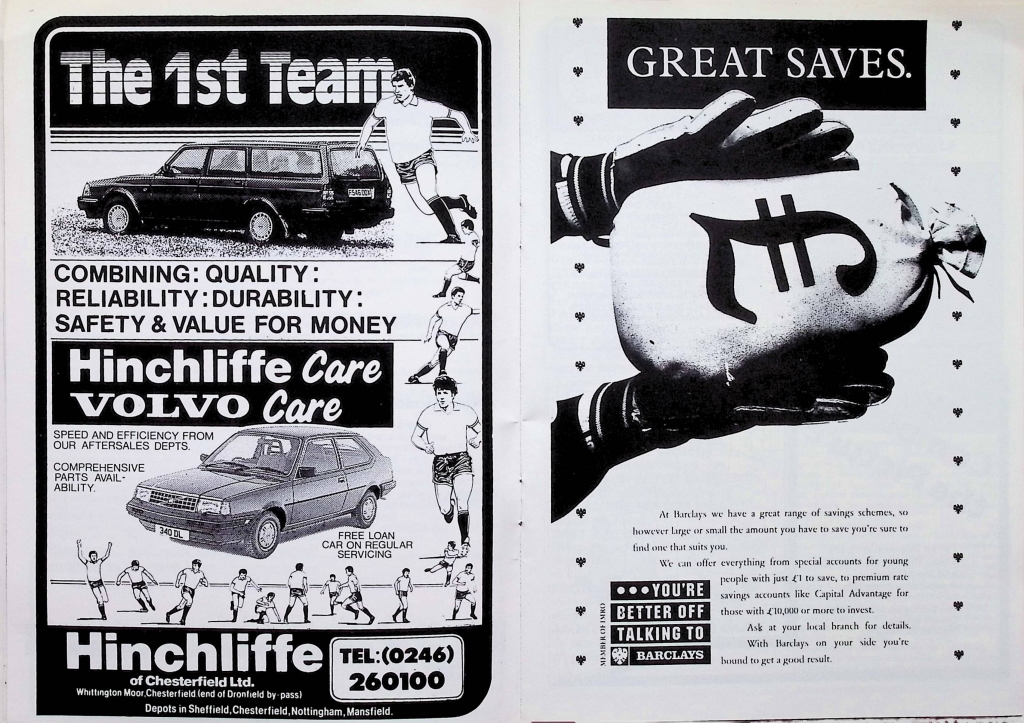 The 1st Team
F546 DDX
COMBINING: QUALITY:
RELIABILITY: DURABILITY:
SAFETY & VALUE FOR MONEY
Hinchliffe Care
VOLVO Care
SPEED AND EFFICIENCY FROM
OUR AFTERSALES DEPTS.
COMPREHENSIVE
PARTS AVAIL-
ABILITY.
340 DL
FREE LOAN
CAR ON REGULAR
SERVICING
Hinchliffe
of Chesterfield Ltd.
Whittington Moor, Chesterfield (end of Dronfield by-pass)
Depots in Sheffield, Chesterfield, Nottingham, Mansfield.
TEL: (0246)
260100
GREAT SAVES.
£
At Barclays we have a great range of savings schemes, so
however large or small the amount you have to save you're sure to
find one that suits you.
We can offer everything from special accounts for young
people with just £1 to save, to premium rate
savings accounts like Capital Advantage for
those with £10,000 or more to invest.
Ask at your local branch for details.
With Barclays on your side you're
bound to get a good result.
MEMBER OF IMRO
•••YOU'RE
BETTER OFF
TALKING TO
BARCLAYS